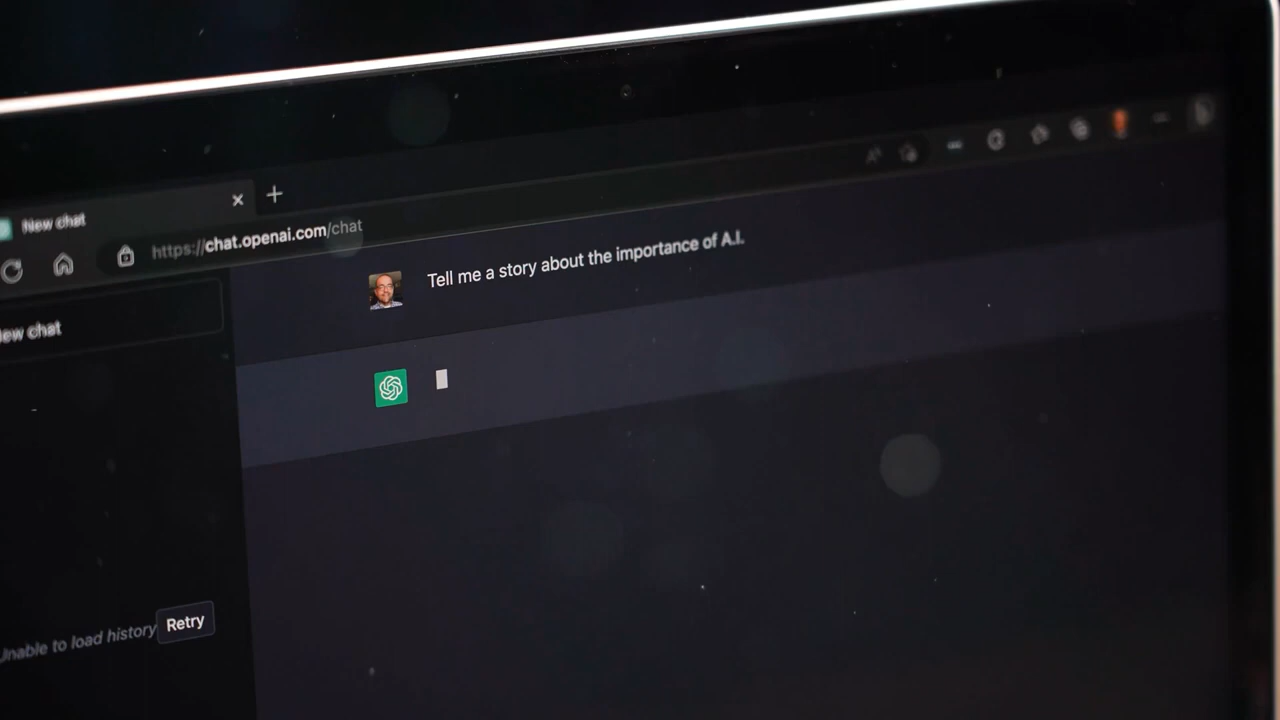 New chat
https://chat.openai.com/chat
Tell me a story about the importance of A.I.
New chat
Unable to load history
Retry